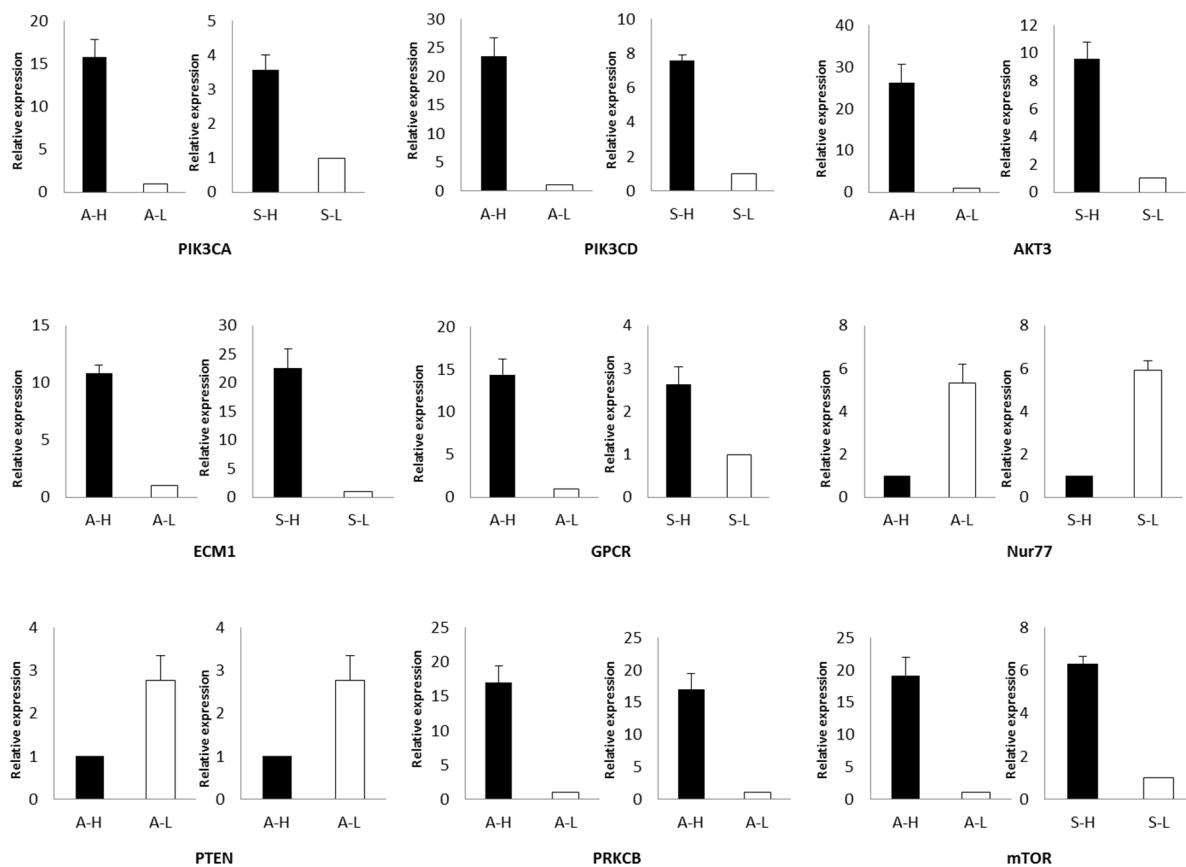 Relative expression
20
15
10
5
0
A-H A-L
Relative expression
5
4
3
2
1
0
S-H S-L
PIK3CA
Relative expression
30
25
20
15
10
5
0
A-H A-L
Relative expression
10
8
6
4
2
0
S-H S-L
PIK3CD
Relative expression
40
30
20
10
0
A-H A-L
Relative expression
12
10
8
6
4
2
0
S-H S-L
AKT3
Relative expression
15
10
5
0
A-H A-L
Relative expression
30
25
20
15
10
5
0
S-H S-L
ECM1
Relative expression
20
15
10
5
0
A-H A-L
Relative expression
4
3
2
1
0
S-H S-L
GPCR
Relative expression
8
6
4
2
0
A-H A-L
Relative expression
8
6
4
2
0
S-H S-L
Nur77
Relative expression
4
3
2
1
0
A-H A-L
Relative expression
4
3
2
1
0
A-H A-L
PTEN
Relative expression
25
20
15
10
5
0
A-H A-L
Relative expression
25
20
15
10
5
0
A-H A-L
PRKCB
Relative expression
25
20
15
10
5
0
A-H A-L
Relative expression
8
6
4
2
0
S-H S-L
mTOR